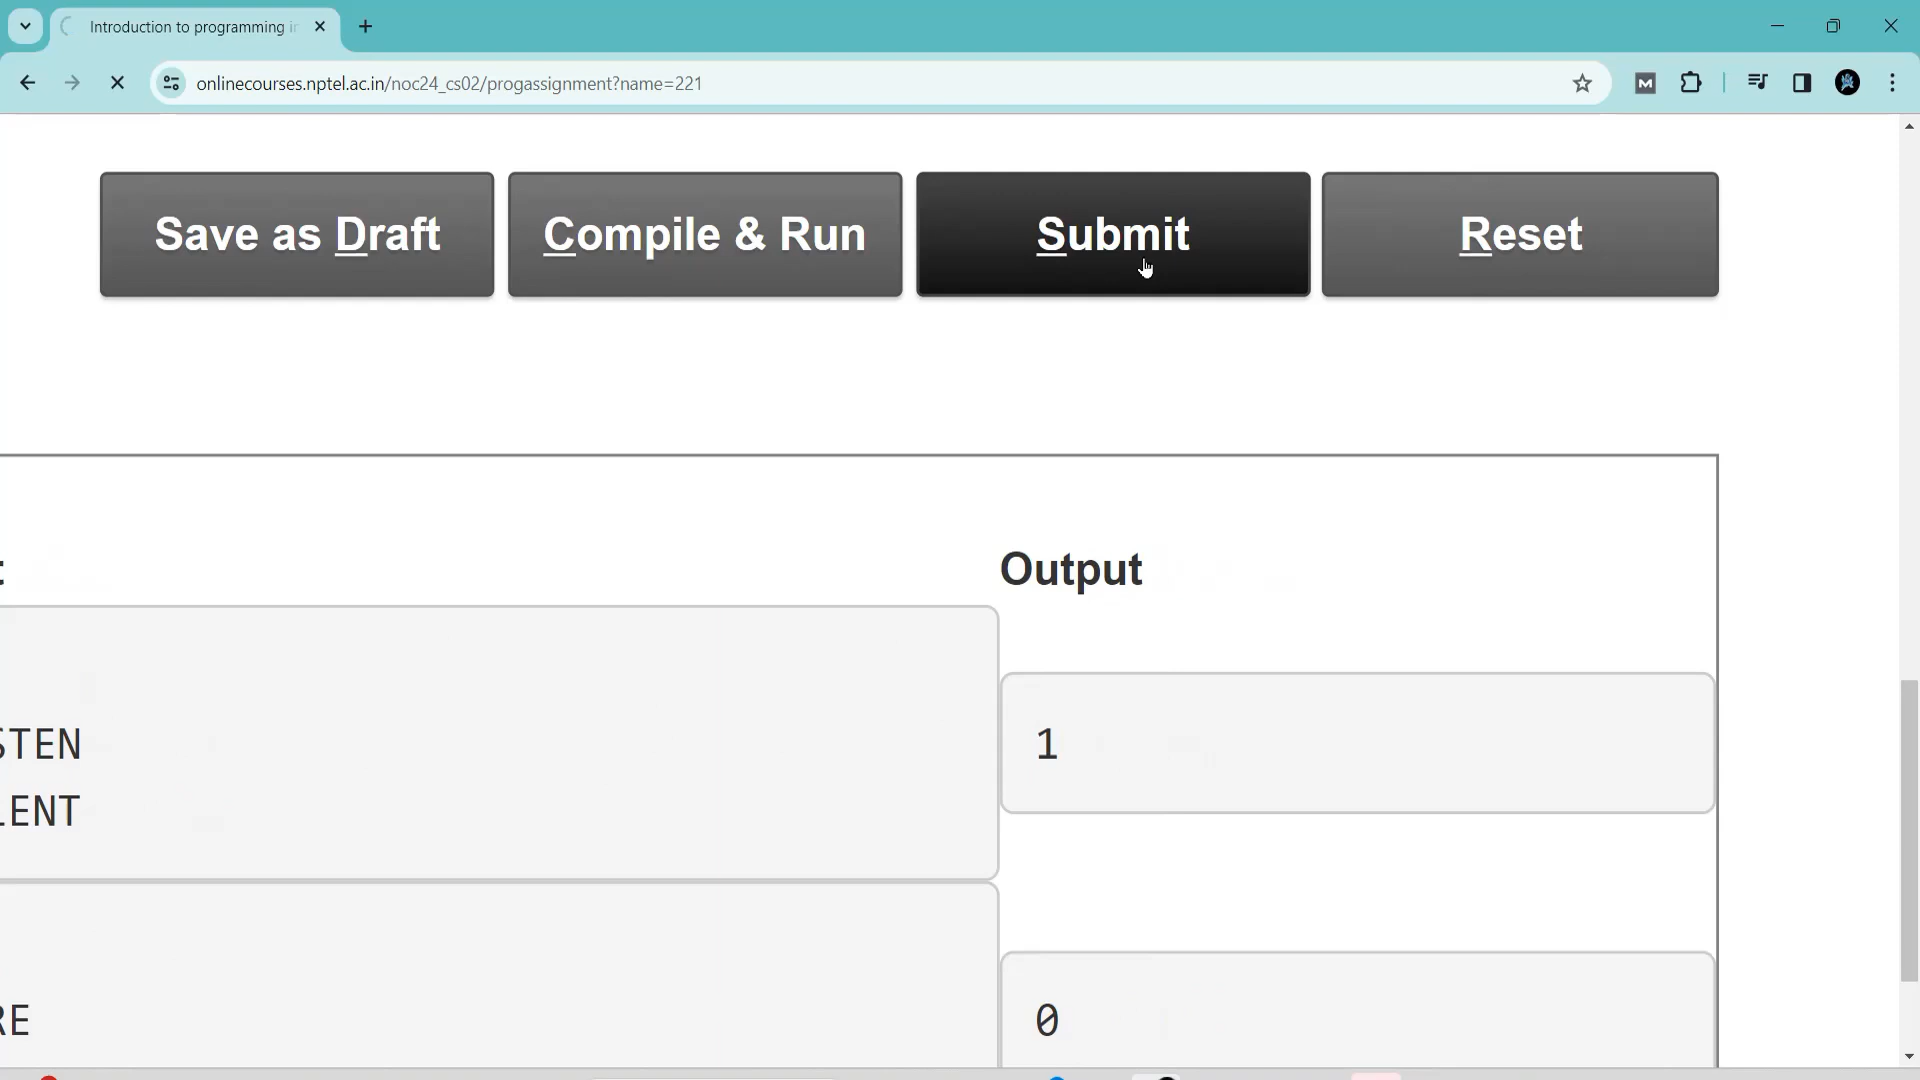 Introduction to programming in
onlinecourses.nptel.ac.in/noc24_cs02/progassignment?name=221
Save as Draft
Compile & Run
Submit
Reset
Output
STEN
LENT
1
RE
0